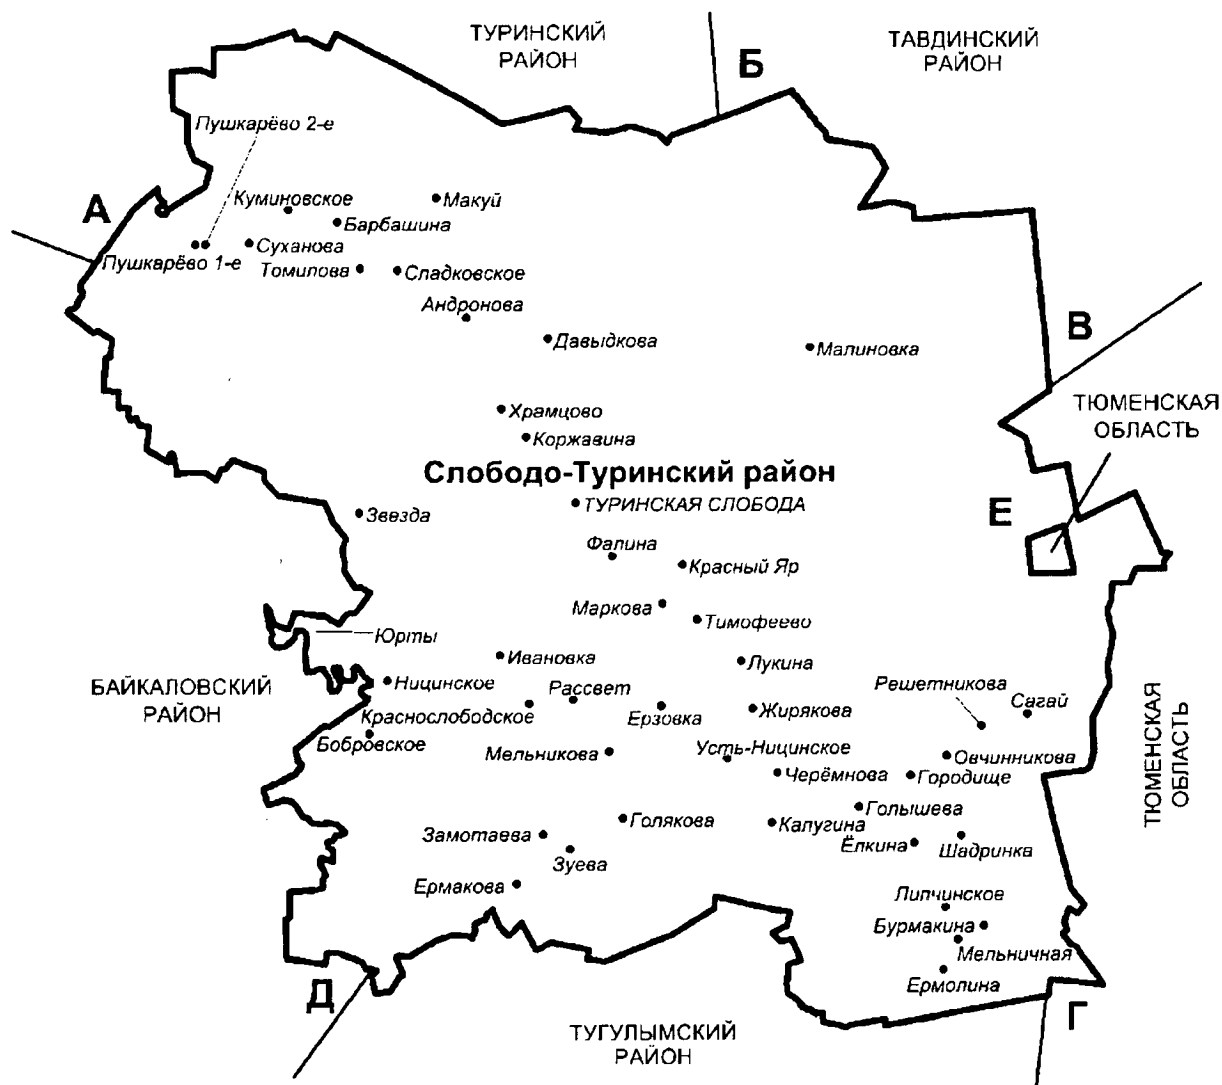 ТУРИНСКИЙ
РАЙОН
Б
ТАВДИНСКИЙ
РАЙОН
Пушкарёво 2-е
А
Куминовское
Макуй
Барбашина
Суханова
Пушкарёво 1-е
Томилова
Сладковское
Андронова
Давыдкова
Малиновка
В
ТЮМЕНСКАЯ
ОБЛАСТЬ
Храмцово
Коржавина
Слободо-Туринский район
ТУРИНСКАЯ СЛОБОДА
Звезда
Е
Фалина
Красный Яр
Маркова
Тимофеево
Юрты
Ивановка
Лукина
БАЙКАЛОВСКИЙ
РАЙОН
Ницинское
Рассвет
Решетникова
Сагай
Краснослободское
Ерзовка
Жирякова
Бобровское
Мельникова
Усть-Ницинское
Овчинникова
Черёмнова
Городище
ТЮМЕНСКАЯ
ОБЛАСТЬ
Голышева
Голякова
Калугина
Замотаева
Ёлкина
Шадринка
Зуева
Ермакова
Липчинское
Бурмакина
Мельничная
Ермолина
Д
Г
ТУГУЛЫМСКИЙ
РАЙОН